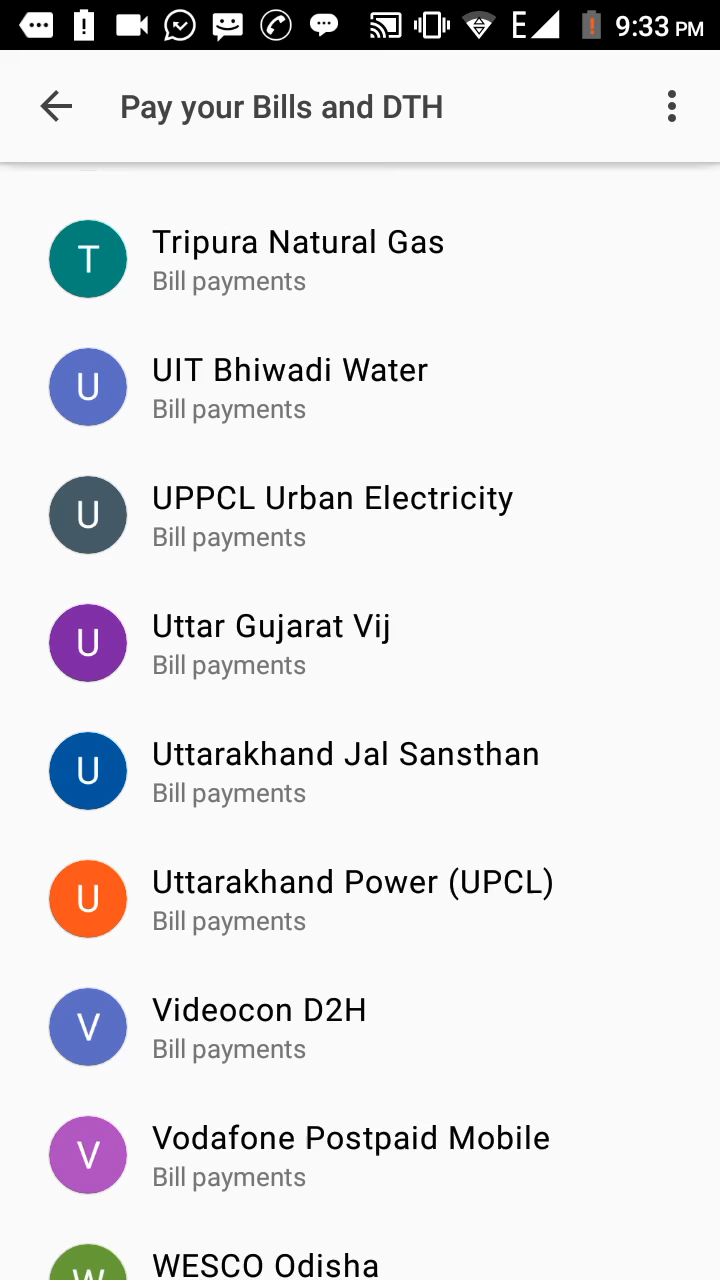 E 9:33 PM
Pay your Bills and DTH
T Tripura Natural Gas
Bill payments
U UIT Bhiwadi Water
Bill payments
U UPPCL Urban Electricity
Bill payments
U Uttar Gujarat Vij
Bill payments
U Uttarakhand Jal Sansthan
Bill payments
U Uttarakhand Power (UPCL)
Bill payments
V Videocon D2H
Bill payments
V Vodafone Postpaid Mobile
Bill payments
W WESCO Odisha